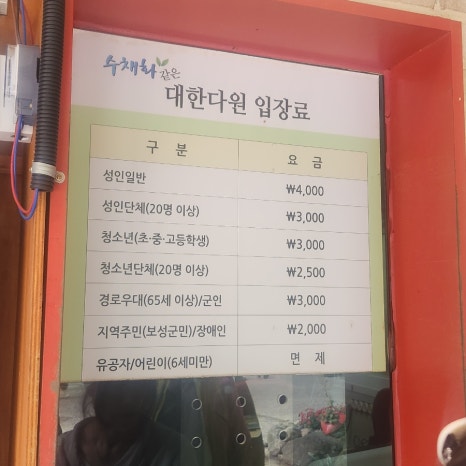 수채화 같은
대한다원 입장료
구 분 요 금
성인일반 ₩4,000
성인단체(20명 이상) ₩3,000
청소년(초·중·고등학생) ₩3,000
청소년단체(20명 이상) ₩2,500
경로우대(65세 이상)/군인 ₩3,000
지역주민(보성군민)/장애인 ₩2,000
유공자/어린이(6세미만) 면 제